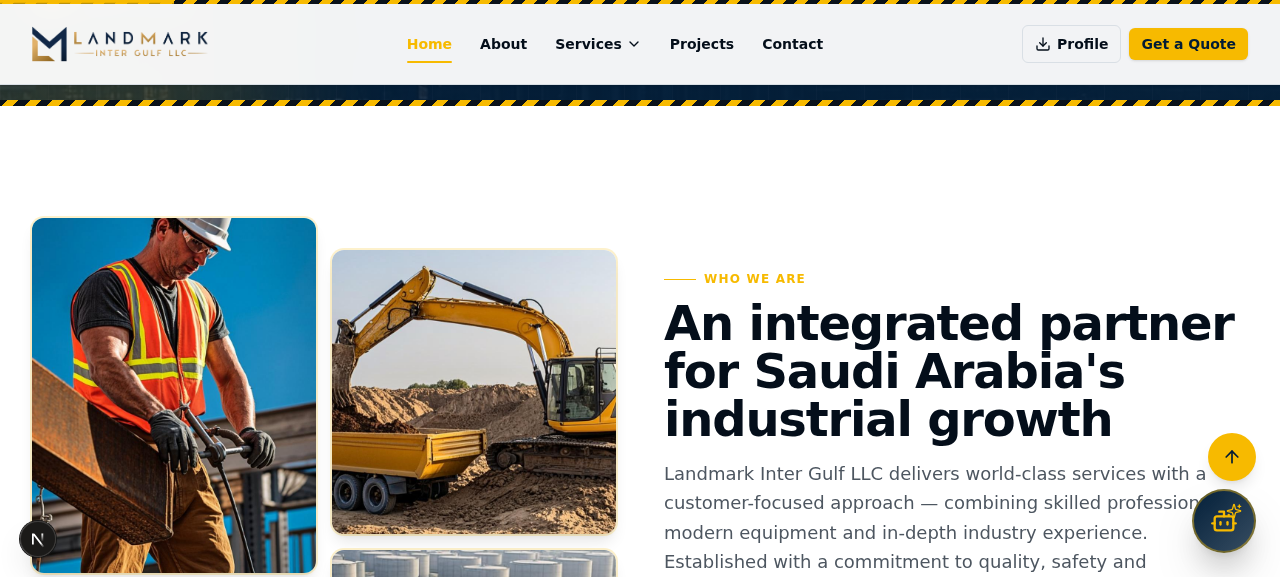 LANDMARK
INTER GULF LLC
Home
About
Services
Projects
Contact
Profile
Get a Quote
WHO WE ARE
An integrated partner
for Saudi Arabia's
industrial growth
Landmark Inter Gulf LLC delivers world-class services with a
customer-focused approach — combining skilled
modern equipment and in-depth industry experience.
Established with a commitment to quality, safety and
N